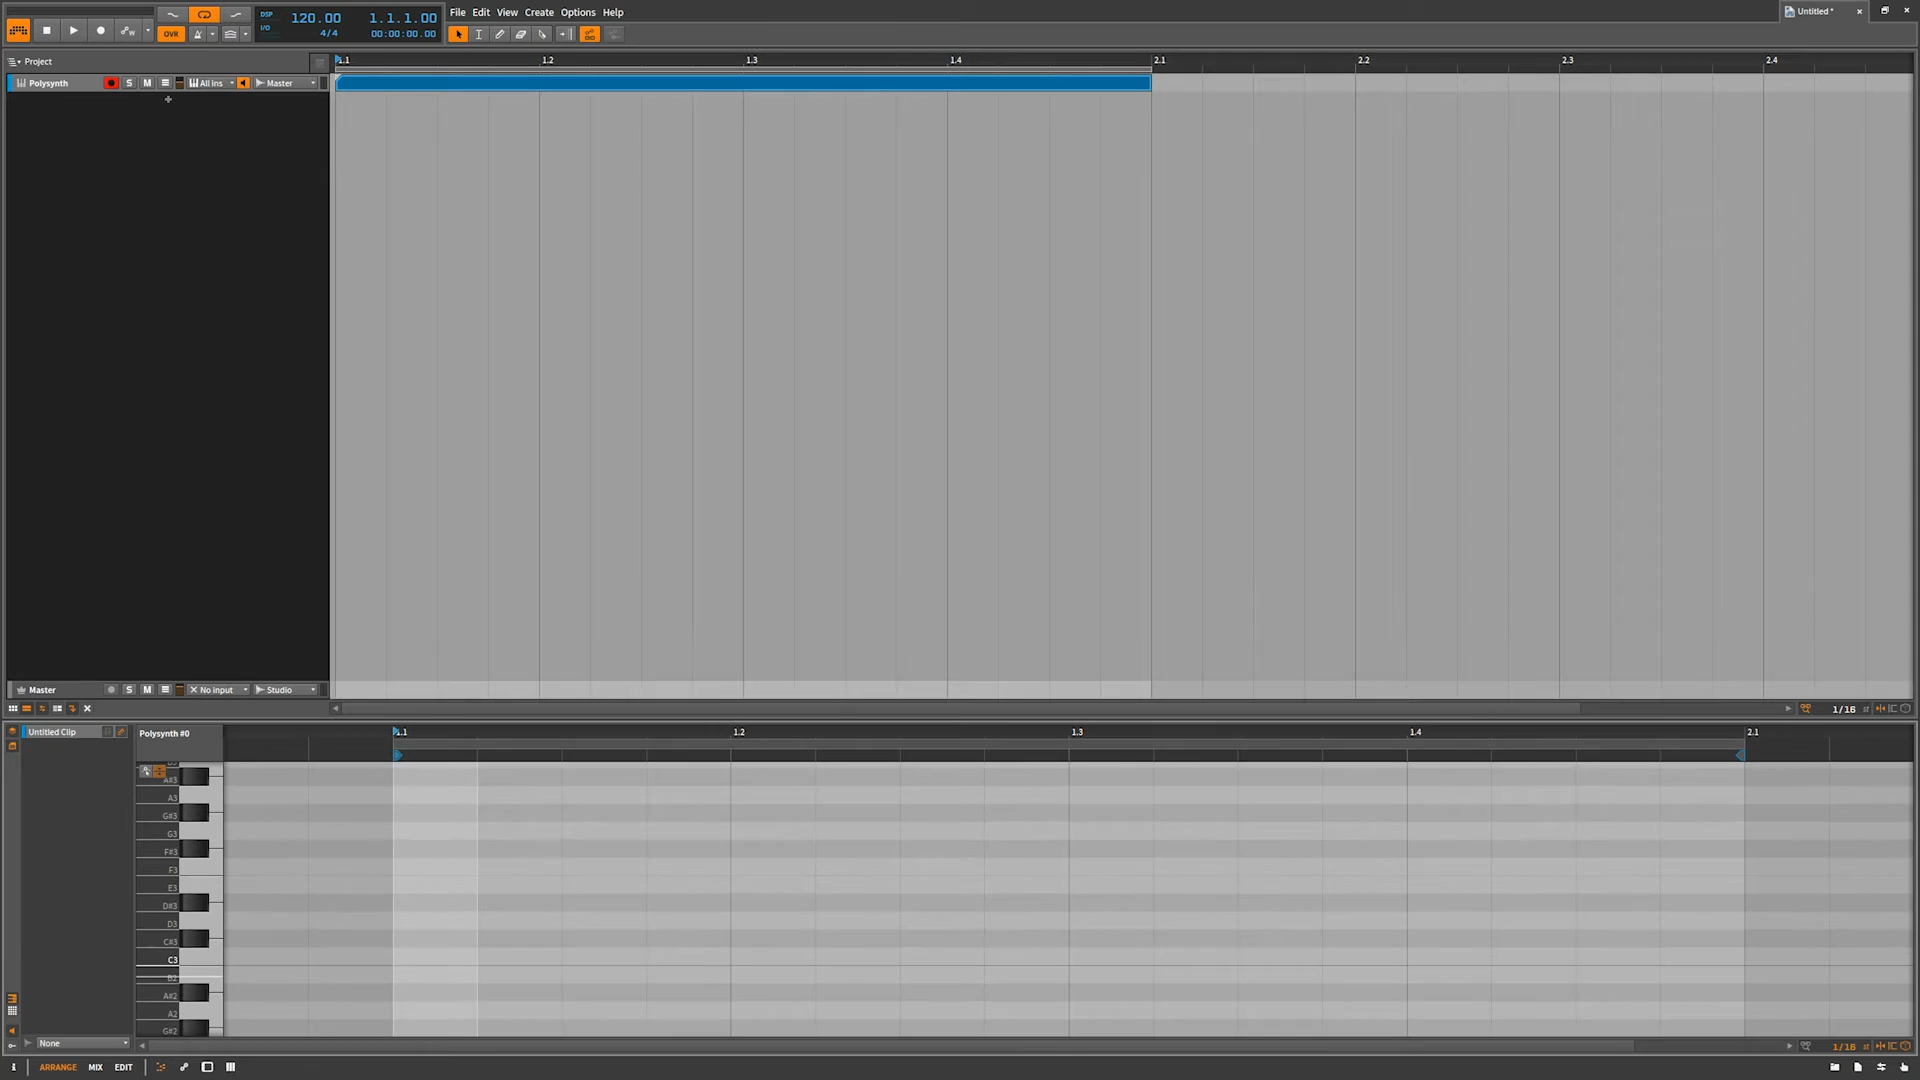 DSP 120.00 1.1.1.00 File Edit View Create Options Help Untitled *
OVR I/O 4/4 00:00:00.00
Project 1.1 1.2 1.3 1.4 2.1 2.2 2.3 2.4
Polysynth S M All ins Master
Master S M No input Studio
1/16
Untitled Clip Polysynth #0 1.1 1.2 1.3 1.4 2.1
A#3
A3
G#3
G3
F#3
F3
E3
D#3
D3
C#3
C3
B2
A#2
A2
G#2
None 1/16
i ARRANGE MIX EDIT